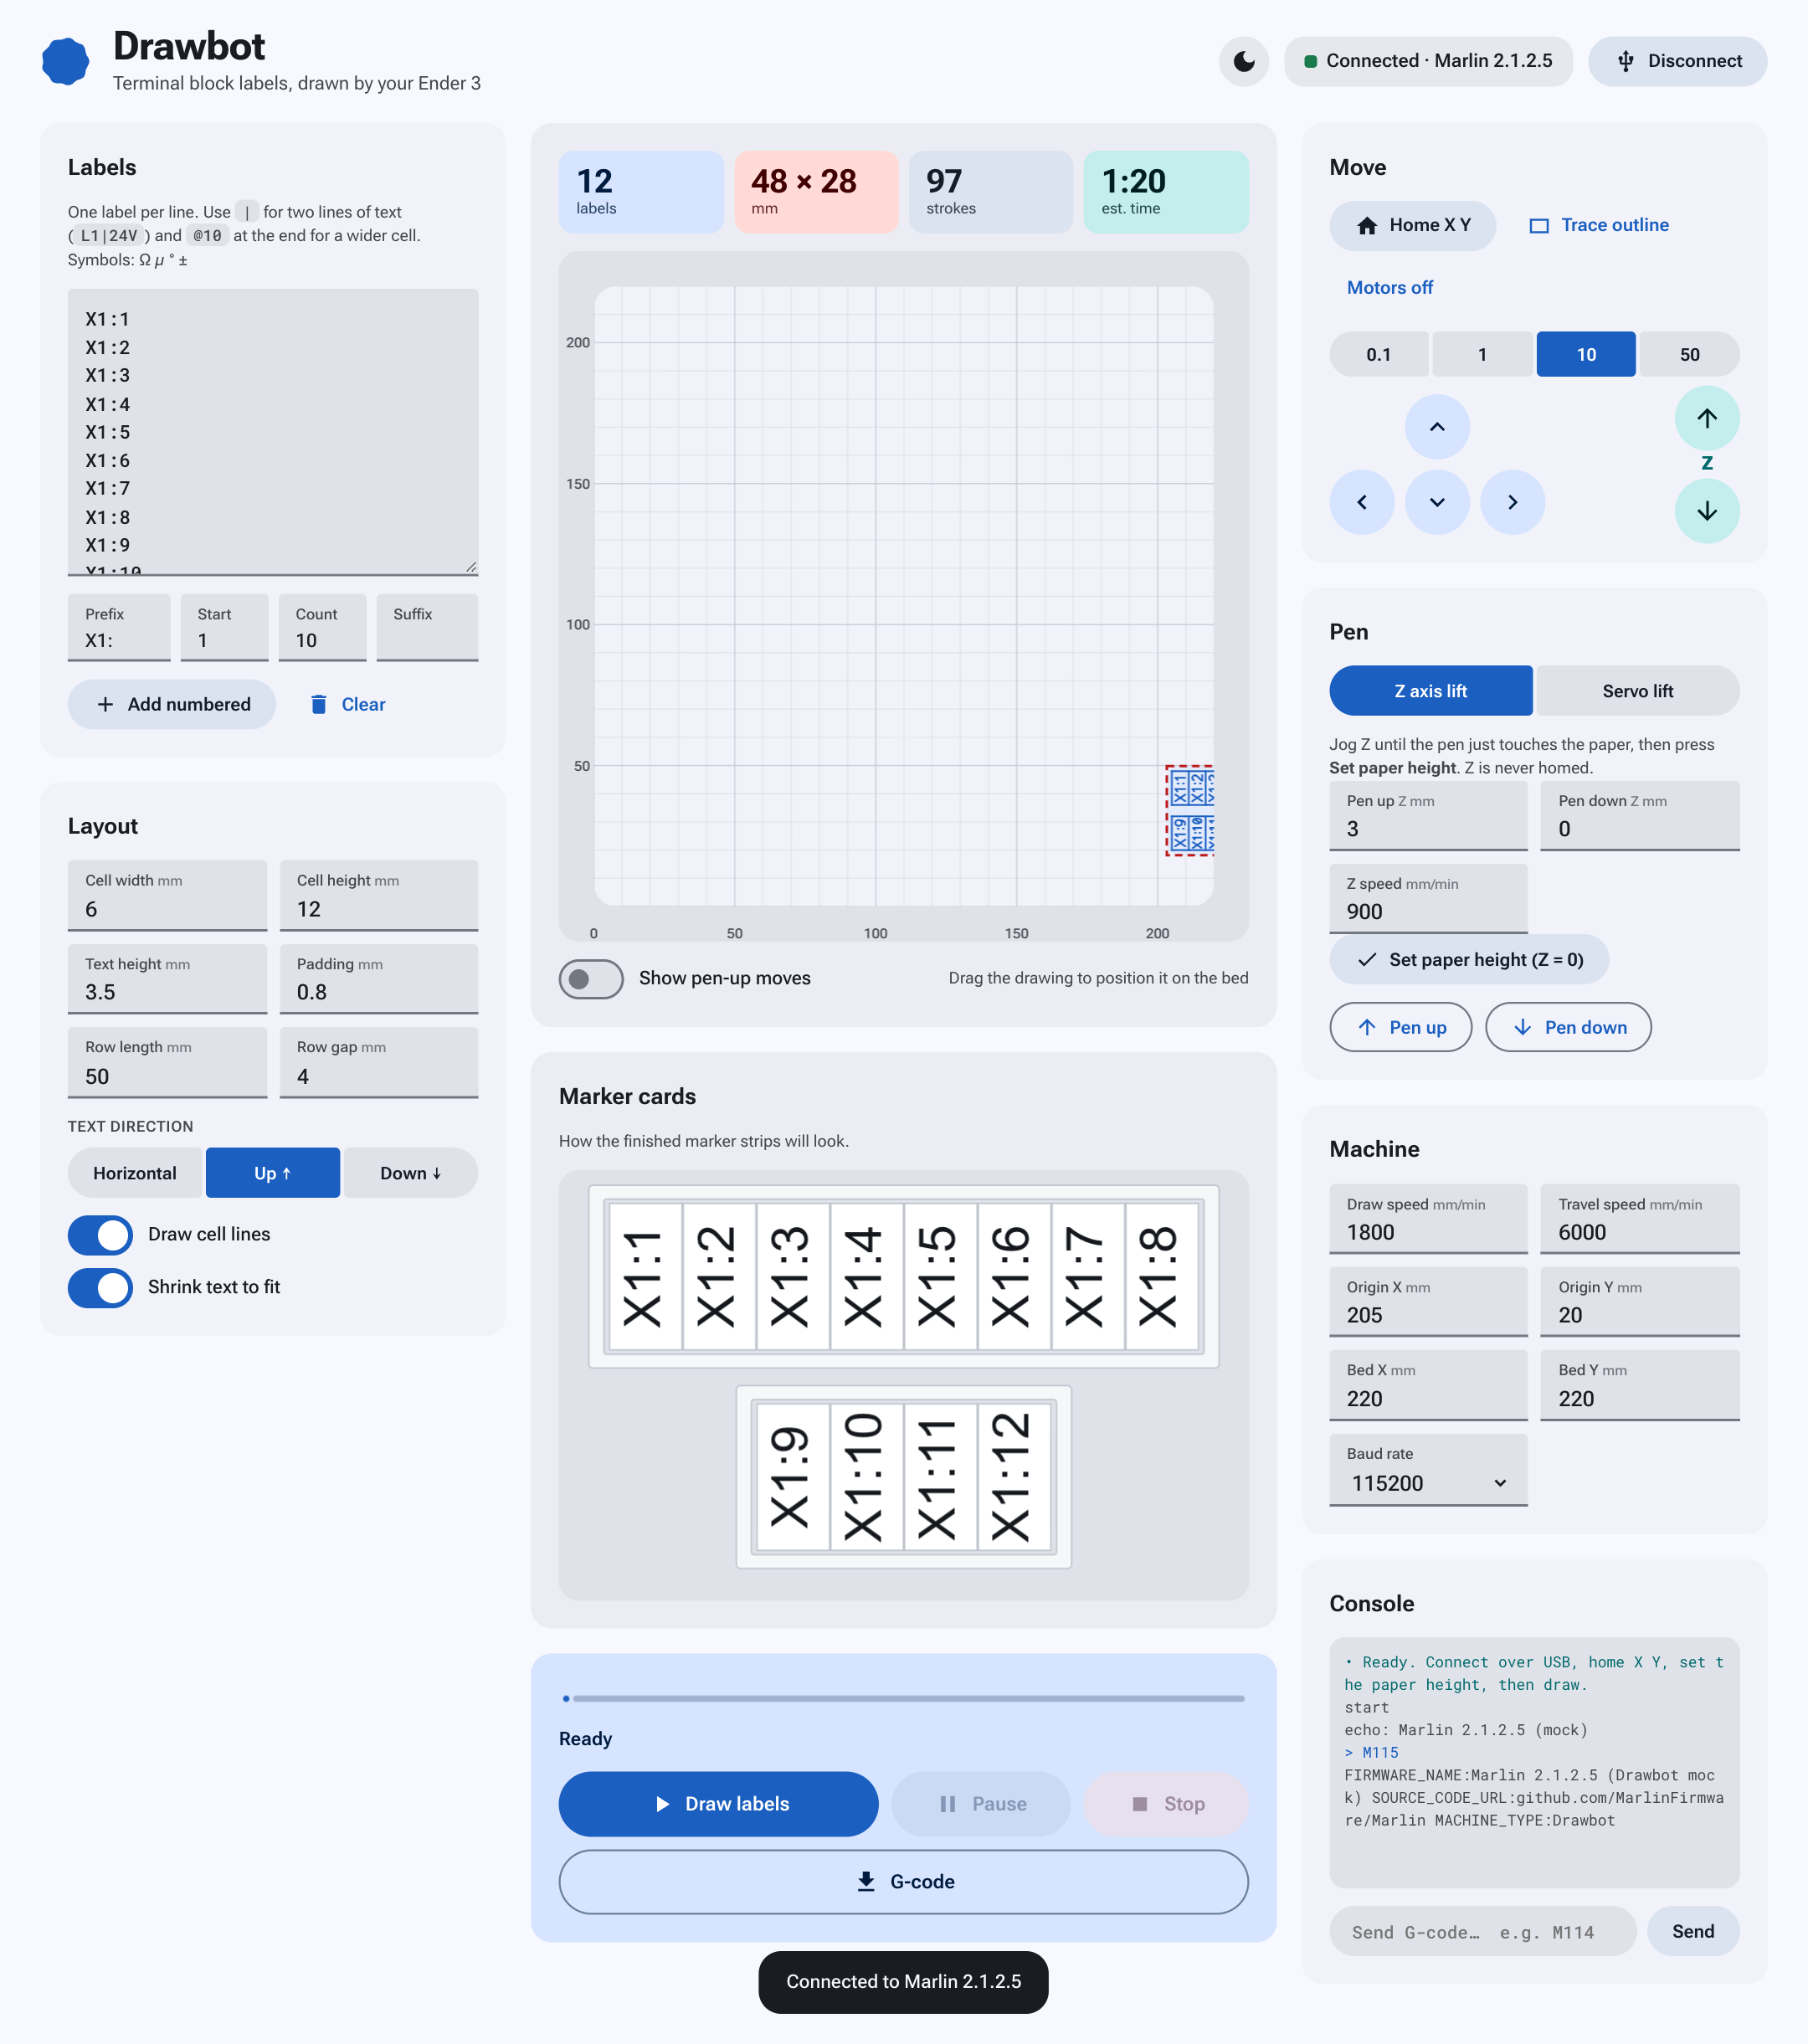 Drawbot
Terminal block labels, drawn by your Ender 3
Connected · Marlin 2.1.2.5
Disconnect
Labels
One label per line. Use | for two lines of text
(L1|24V) and @10 at the end for a wider cell.
Symbols: Ω µ ° ±
X1:1
X1:2
X1:3
X1:4
X1:5
X1:6
X1:7
X1:8
X1:9
X1:10
Prefix
X1:
Start
1
Count
10
Suffix
+ Add numbered
Clear
Layout
Cell width mm
6
Cell height mm
12
Text height mm
3.5
Padding mm
0.8
Row length mm
50
Row gap mm
4
TEXT DIRECTION
Horizontal
Up ↑
Down ↓
Draw cell lines
Shrink text to fit
12
labels
48 × 28
mm
97
strokes
1:20
est. time
200
150
100
50
0
50
100
150
200
X1:1
X1:2
X1:9
X1:10
Show pen-up moves
Drag the drawing to position it on the bed
Marker cards
How the finished marker strips will look.
X1:1
X1:2
X1:3
X1:4
X1:5
X1:6
X1:7
X1:8
X1:9
X1:10
X1:11
X1:12
Ready
Draw labels
Pause
Stop
G-code
Connected to Marlin 2.1.2.5
Move
Home X Y
Trace outline
Motors off
0.1
1
10
50
Z
Pen
Z axis lift
Servo lift
Jog Z until the pen just touches the paper, then press
Set paper height. Z is never homed.
Pen up Z mm
3
Pen down Z mm
0
Z speed mm/min
900
Set paper height (Z = 0)
Pen up
Pen down
Machine
Draw speed mm/min
1800
Travel speed mm/min
6000
Origin X mm
205
Origin Y mm
20
Bed X mm
220
Bed Y mm
220
Baud rate
115200
Console
· Ready. Connect over USB, home X Y, set t
he paper height, then draw.
start
echo: Marlin 2.1.2.5 (mock)
> M115
FIRMWARE_NAME:Marlin 2.1.2.5 (Drawbot moc
k) SOURCE_CODE_URL:github.com/MarlinFirmwa
re/Marlin MACHINE_TYPE:Drawbot
Send G-code… e.g. M114
Send